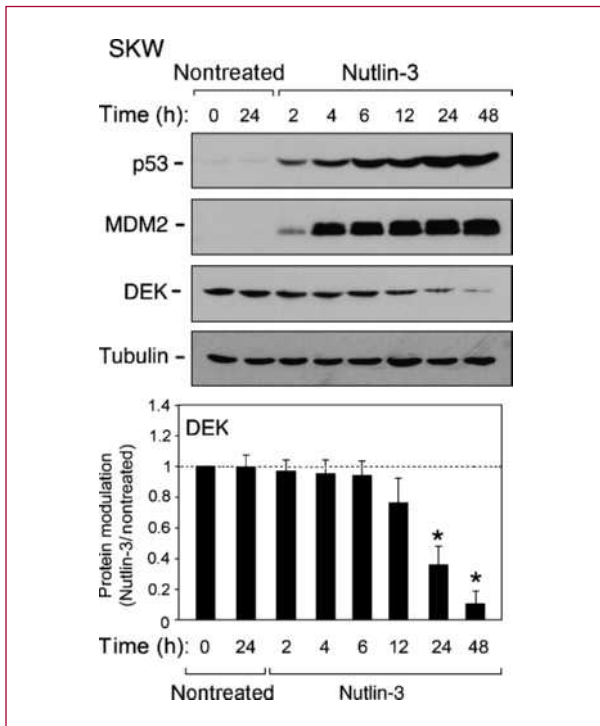 SKW
Nontreated Nutlin-3
Time (h): 0 24 2 4 6 12 24 48
p53 -
MDM2 -
DEK -
Tubulin -
1.4
1.2
1
0.8
0.6
0.4
0.2
0
Protein modulation
(Nutlin-3/nontreated)
DEK
*
*
Time (h): 0 24 2 4 6 12 24 48
Nontreated Nutlin-3